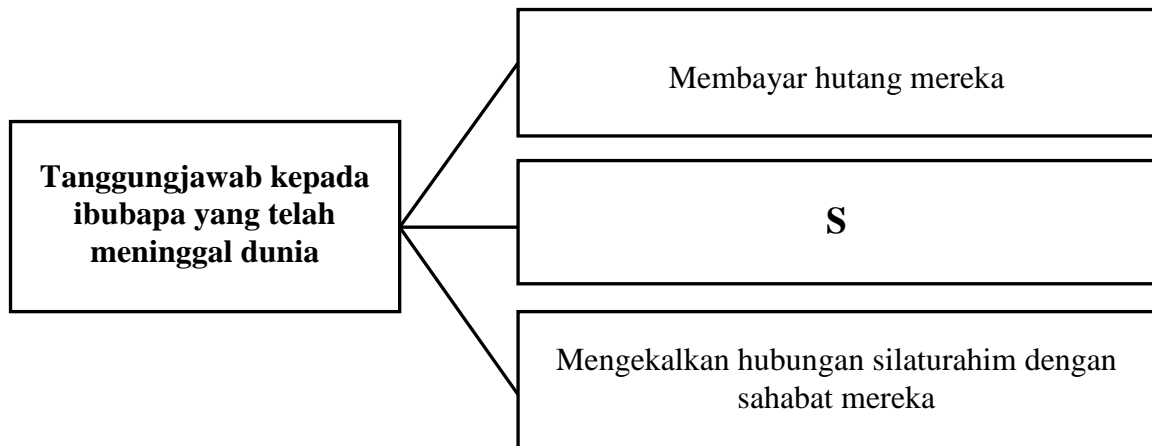 Membayar hutang mereka
Tanggungjawab kepada
ibubapa yang telah
meninggal dunia
S
Mengekalkan hubungan silaturahim dengan
sahabat mereka